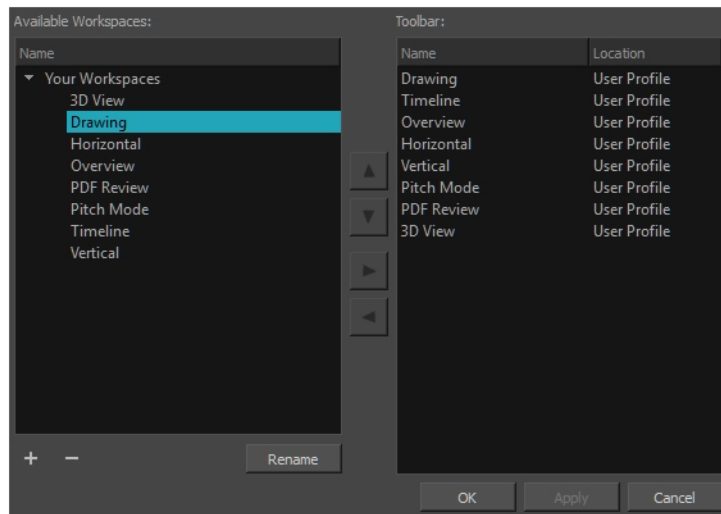 Available Workspaces:
Name
Your Workspaces
3D View
Drawing
Horizontal
Overview
PDF Review
Pitch Mode
Timeline
Vertical
Rename
Toolbar:
Name Location
Drawing User Profile
Timeline User Profile
Overview User Profile
Horizontal User Profile
Vertical User Profile
Pitch Mode User Profile
PDF Review User Profile
3D View User Profile
OK Apply Cancel